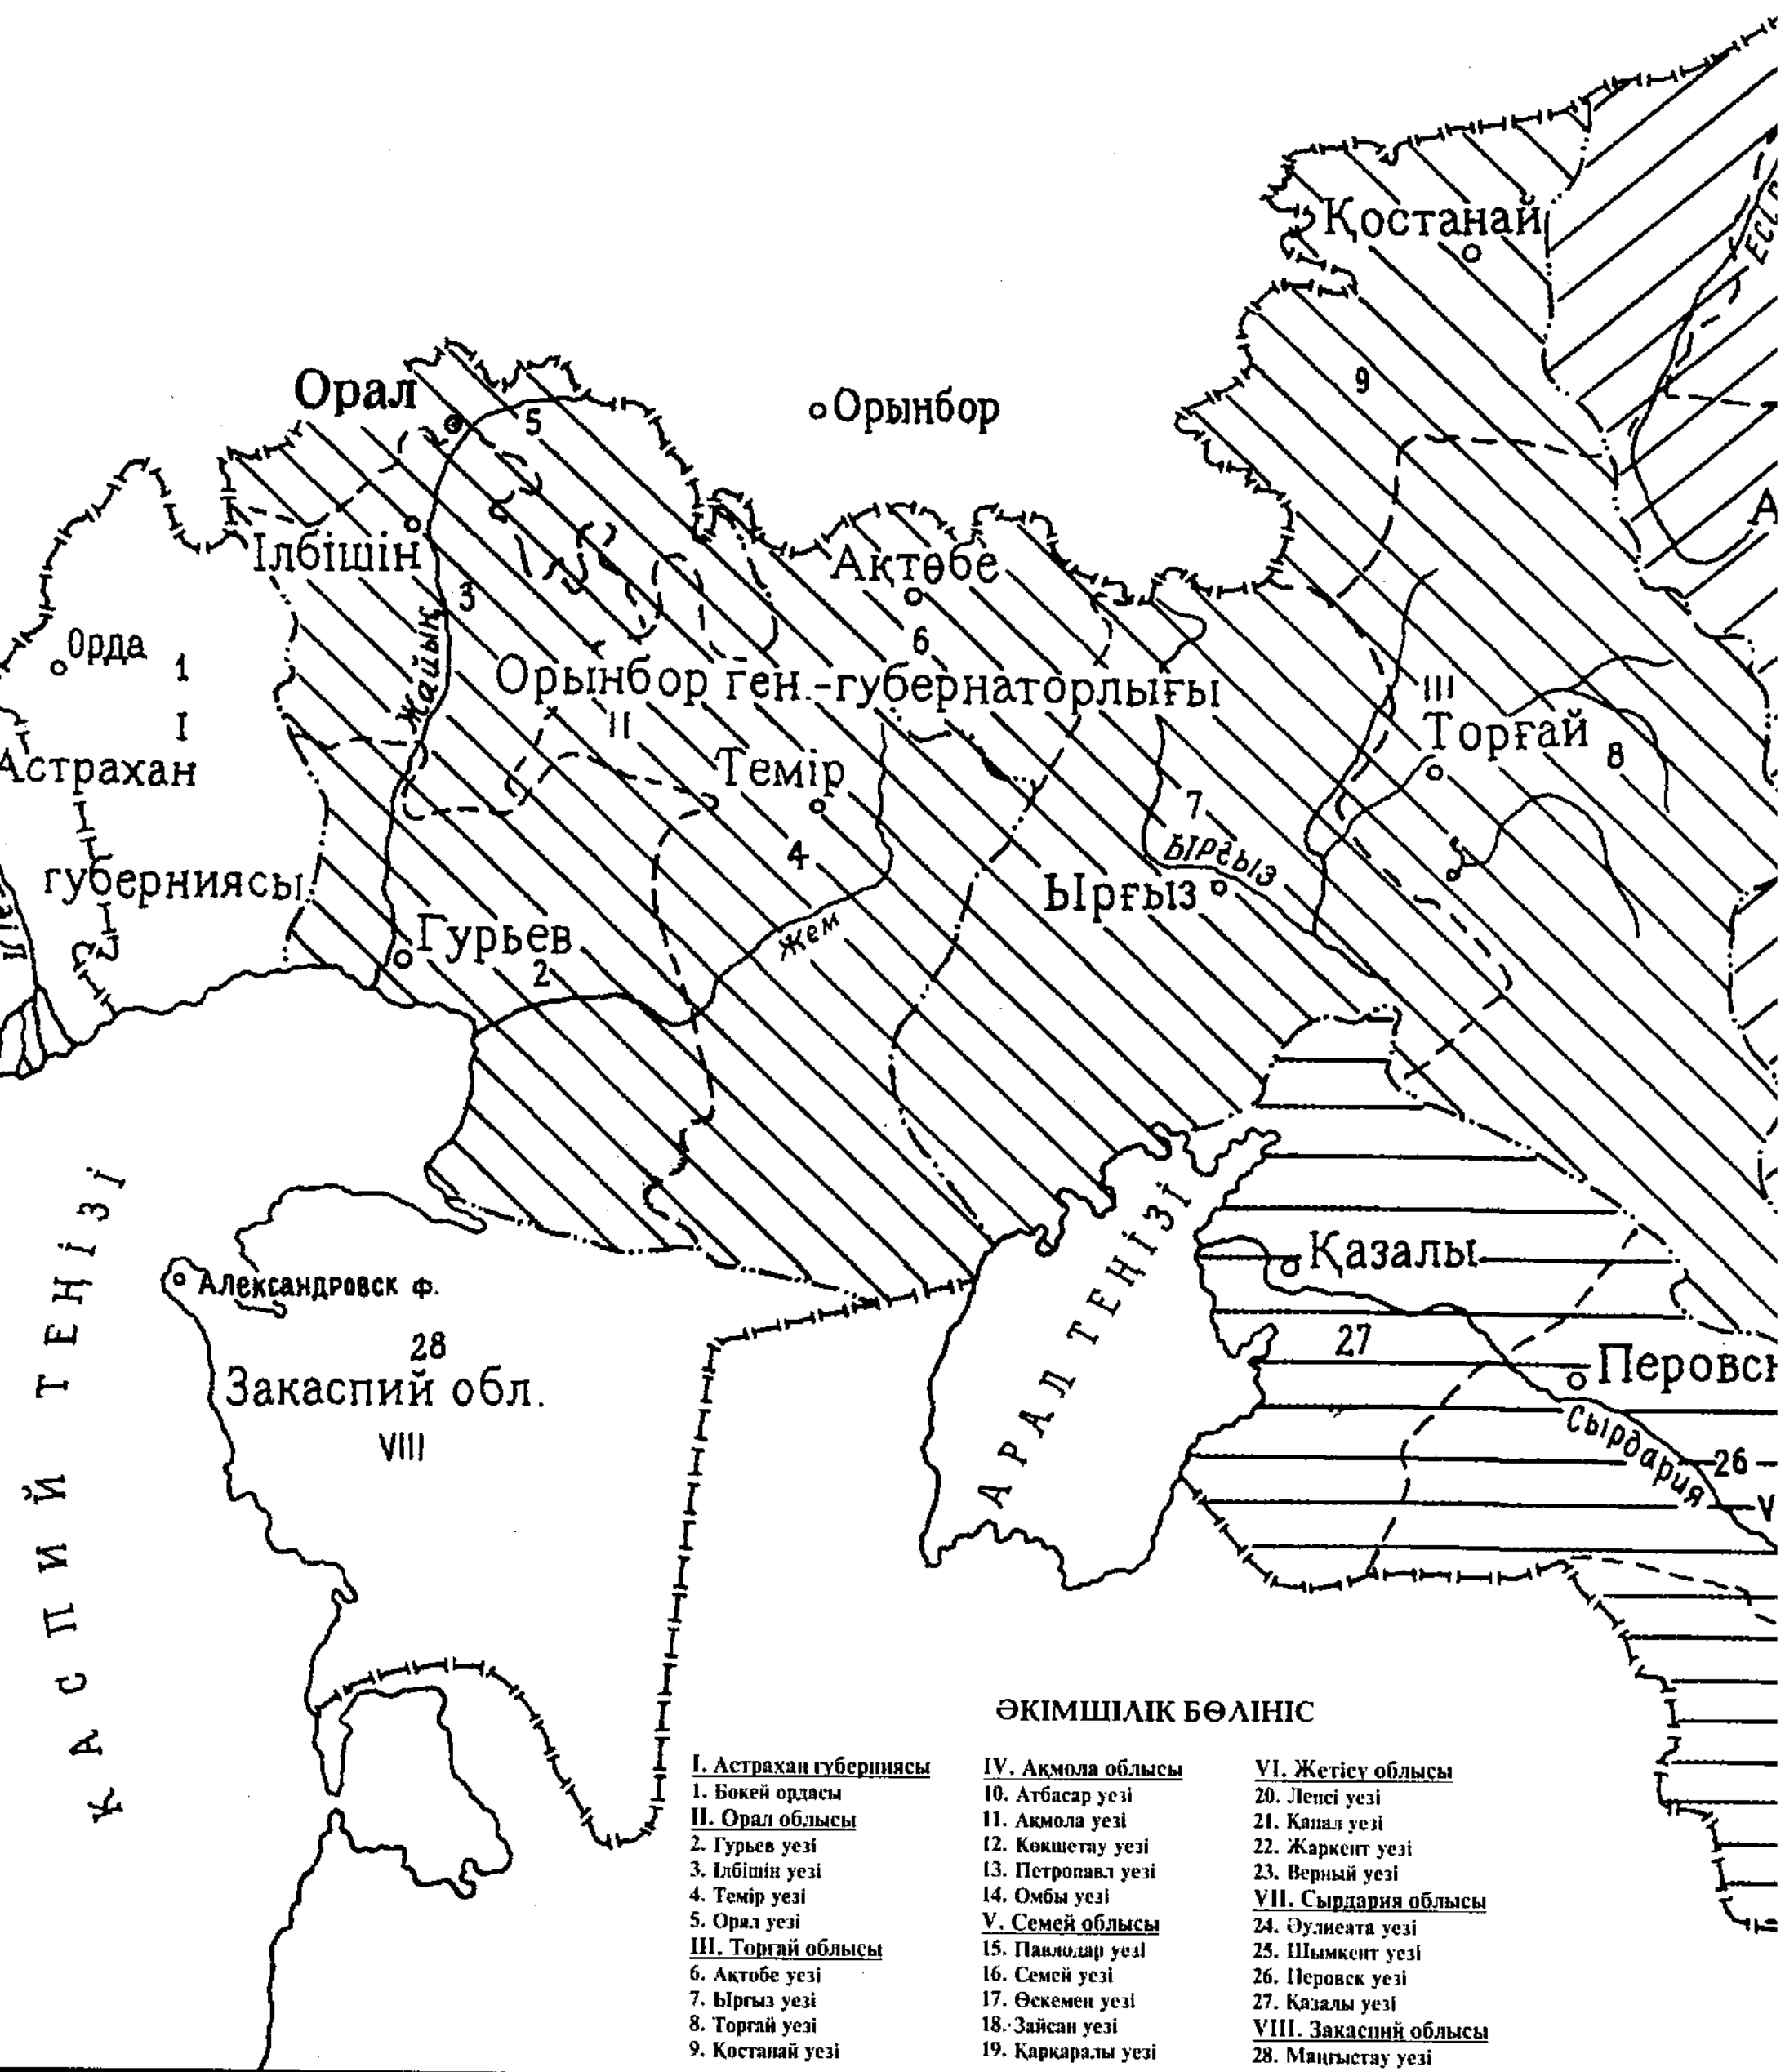 Қостанай
ЕСІЛ
9
Орал
5
Орынбор
Ілбішін
Ақтөбе
3
6
Орда
1
Жайық
Орынбор ген.-губернаторлығы
III
I
II
Торғай
8
Астрахан
Темір
7
4
Ырғыз
губерниясы
Ырғыз
Гурьев
Жем
2
КАСПИЙ ТЕҢІЗІ
АРАЛ ТЕҢІЗІ
Қазалы
Александровск ф.
28
27
Закаспий обл.
Перовск
VIII
Сырдария
26
V
ӘКІМШІЛІК БӨЛІНІС
I. Астрахан губерниясы
1. Бокей ордасы
II. Орал облысы
2. Гурьев уезі
3. Ілбішін уезі
4. Темір уезі
5. Орал уезі
III. Торғай облысы
6. Ақтобе уезі
7. Ырғыз уезі
8. Торғай уезі
9. Қостанай уезі
IV. Ақмола облысы
10. Атбасар уезі
11. Ақмола уезі
12. Көкшетау уезі
13. Петропавл уезі
14. Омбы уезі
V. Семей облысы
15. Павлодар уезі
16. Семей уезі
17. Өскемен уезі
18. Зайсан уезі
19. Қарқаралы уезі
VI. Жетісу облысы
20. Лепсі уезі
21. Қапал уезі
22. Жаркент уезі
23. Верный уезі
VII. Сырдария облысы
24. Әулиеата уезі
25. Шымкент уезі
26. Перовск уезі
27. Қазалы уезі
VIII. Закаспий облысы
28. Маңғыстау уезі